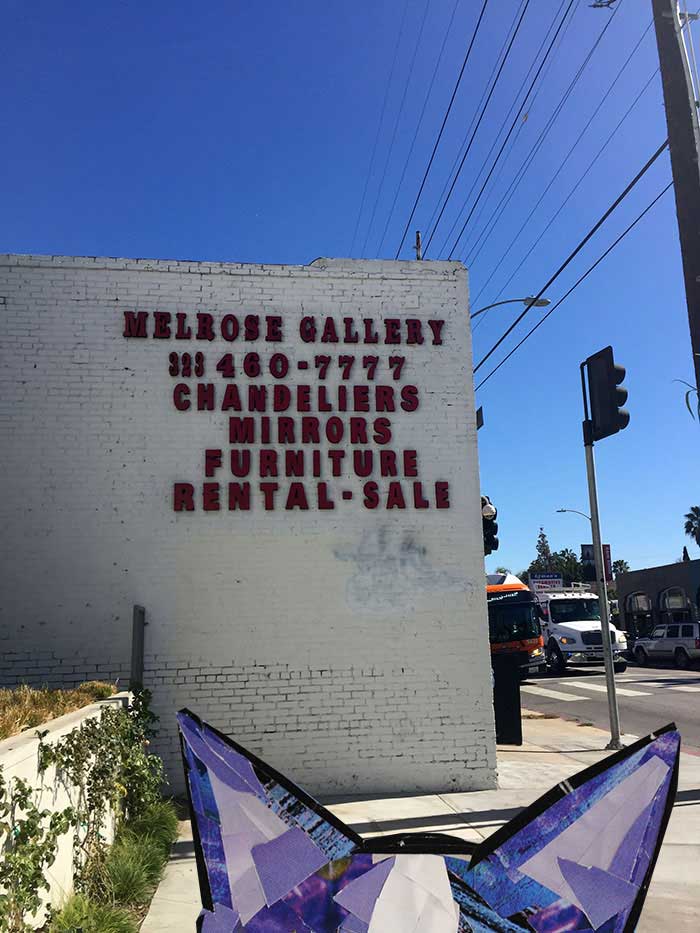 MELROSE GALLERY
323 460-7777
CHANDELIERS
MIRRORS
FURNITURE
RENTAL-SALE